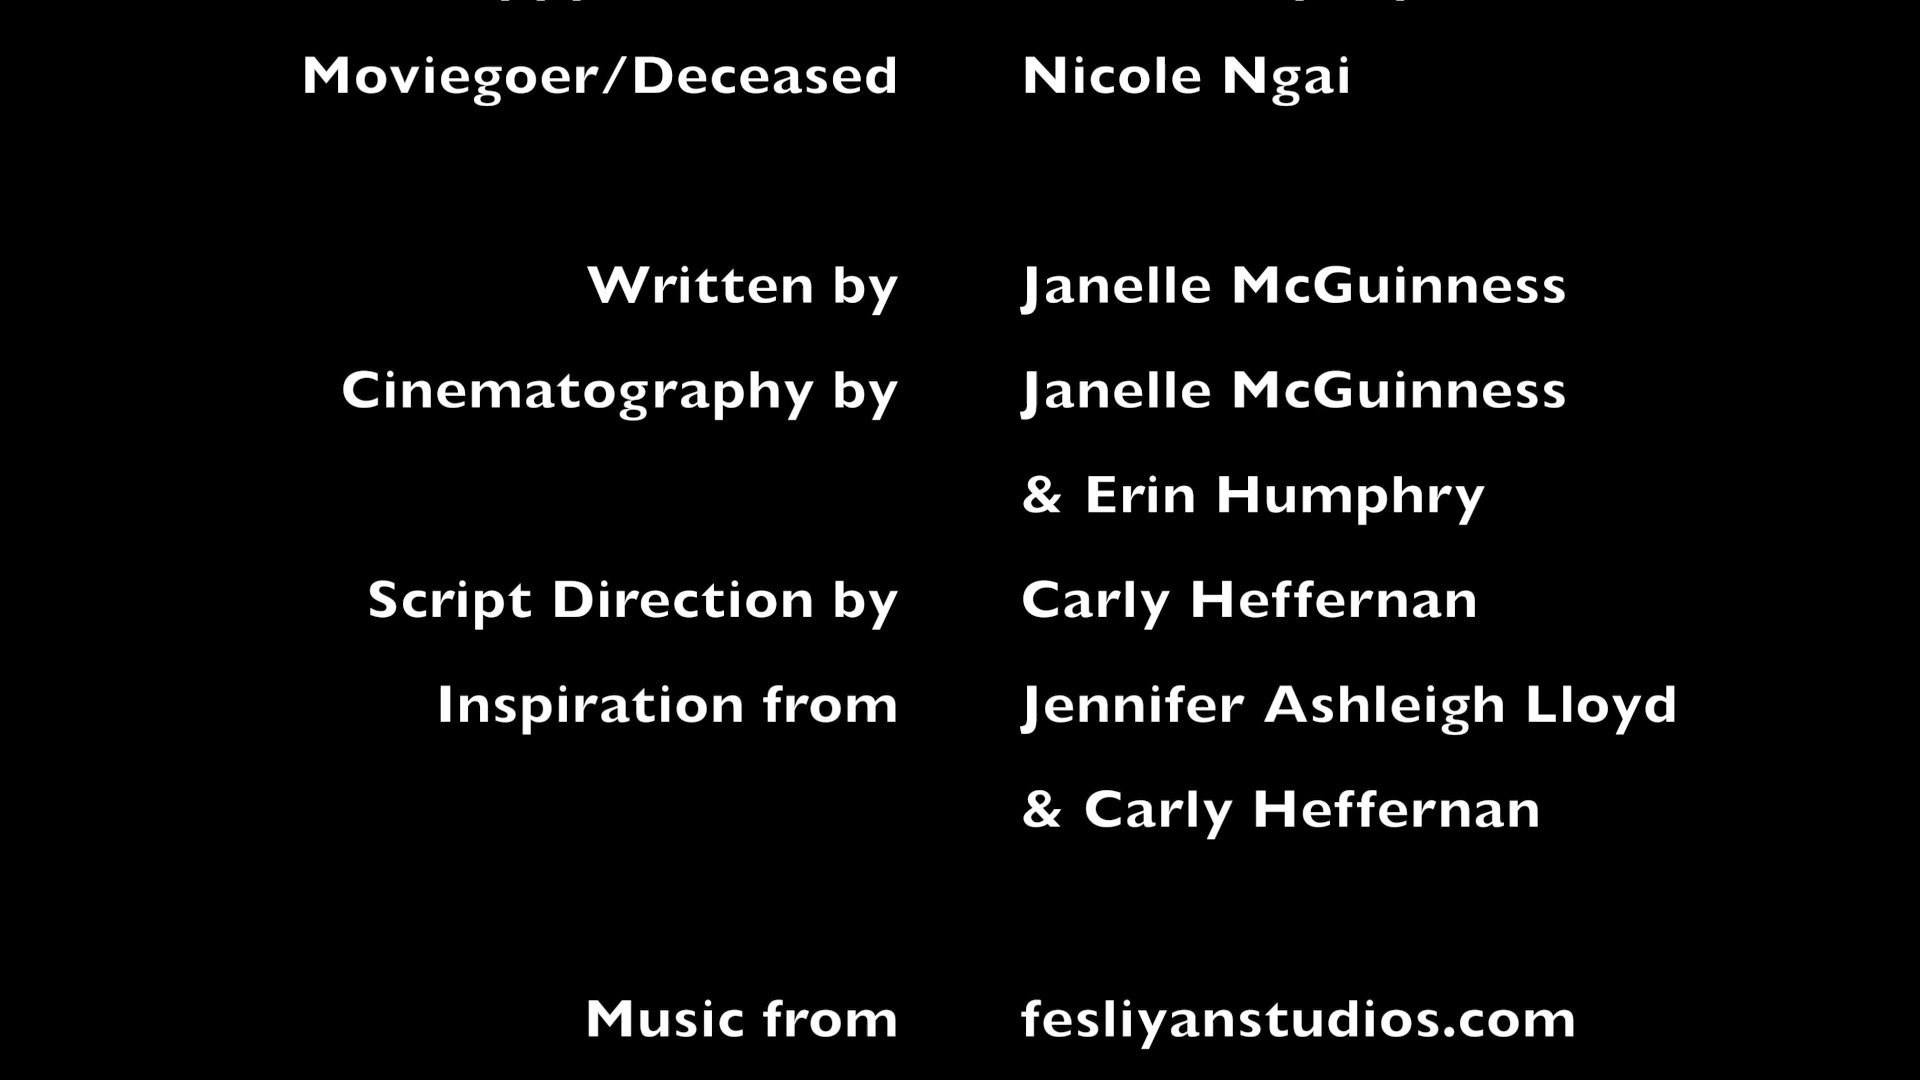 Moviegoer/Deceased Nicole Ngai
Written by Janelle McGuinness
Cinematography by Janelle McGuinness
& Erin Humphry
Script Direction by Carly Heffernan
Inspiration from Jennifer Ashleigh Lloyd
& Carly Heffernan
Music from fesliyanstudios.com